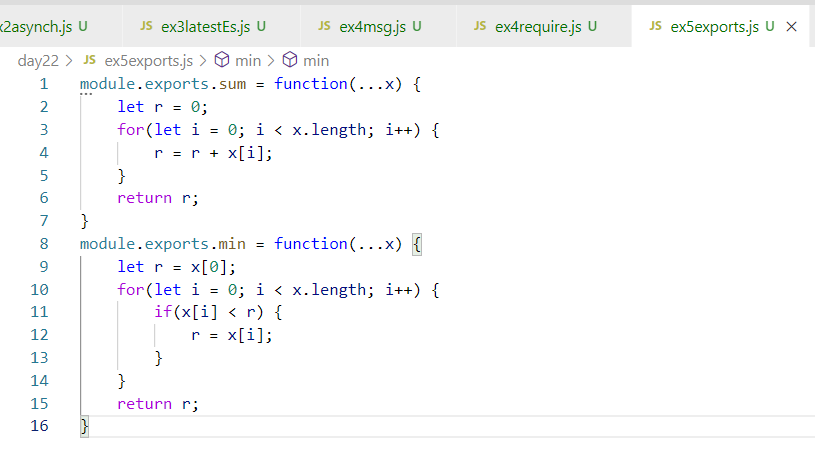 x2asynch.js U JS ex3latestEs.js U JS ex4msg.js U JS ex4require.js U JS ex5exports.js U ×
day22 > JS ex5exports.js > min > min
1 module.exports.sum = function(...x) {
2 let r = 0;
3 for(let i = 0; i < x.length; i++) {
4 r = r + x[i];
5 }
6 return r;
7 }
8 module.exports.min = function(...x) {
9 let r = x[0];
10 for(let i = 0; i < x.length; i++) {
11 if(x[i] < r) {
12 r = x[i];
13 }
14 }
15 return r;
16 }